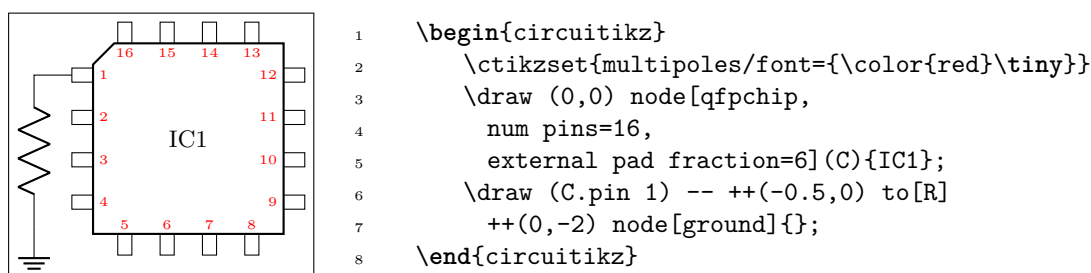 16 15 14 13
1 12
2 11
IC1
3 10
4 9
5 6 7 8
1 \begin{circuitikz}
2 \ctikzset{multipoles/font={\color{red}\tiny}}
3 \draw (0,0) node[qfpchip,
4 num pins=16,
5 external pad fraction=6](C){IC1};
6 \draw (C.pin 1) -- ++(-0.5,0) to[R]
7 ++(0,-2) node[ground]{};
8 \end{circuitikz}